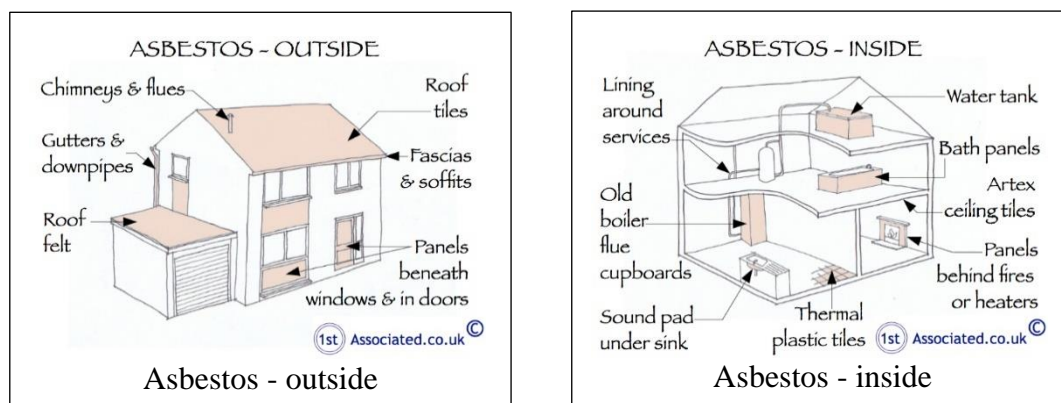 ASBESTOS - OUTSIDE
Chimneys & flues
Roof
tiles
Gutters &
downpipes
Fascias
& soffits
Roof
felt
Panels
beneath
windows & in doors
1st Associated.co.uk ©
Asbestos - outside
ASBESTOS - INSIDE
Lining
around
services
Water tank
Bath panels
Old
boiler
flue
cupboards
Artex
ceiling tiles
Panels
behind fires
or heaters
Sound pad
under sink
Thermal
plastic tiles
1st Associated.co.uk ©
Asbestos - inside